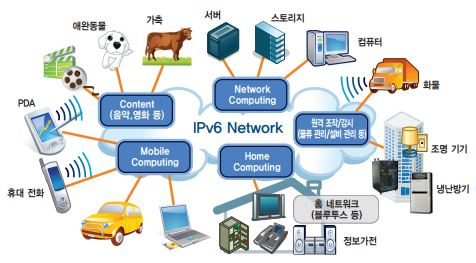 애완동물
가축
서버
스토리지
컴퓨터
화물
PDA
Content
(음악,영화 등)
Network
Computing
원격 조작/감시
(물류 관리/설비 관리 등)
IPv6 Network
조명 기기
Mobile
Computing
Home
Computing
휴대 전화
냉난방기
홈 네트워크
(블루투스 등)
정보가전